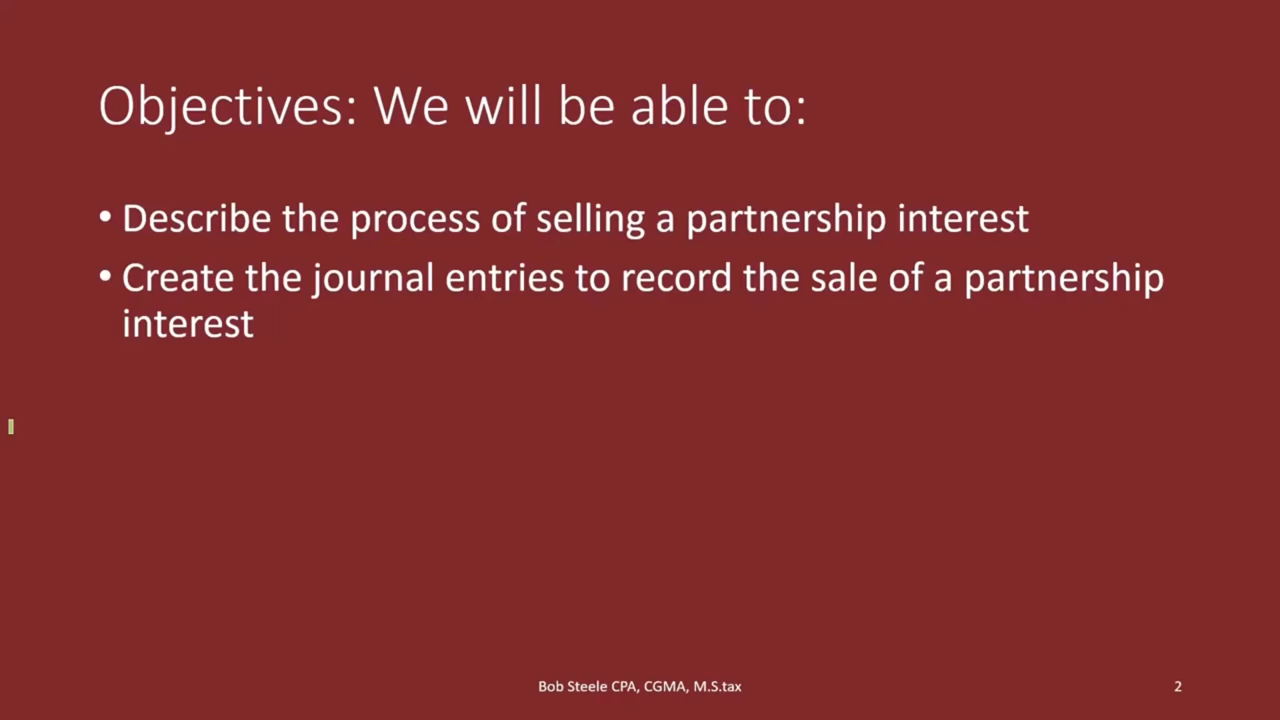 Objectives: We will be able to:
• Describe the process of selling a partnership interest
• Create the journal entries to record the sale of a partnership
interest
Bob Steele CPA, CGMA, M.S.tax
2